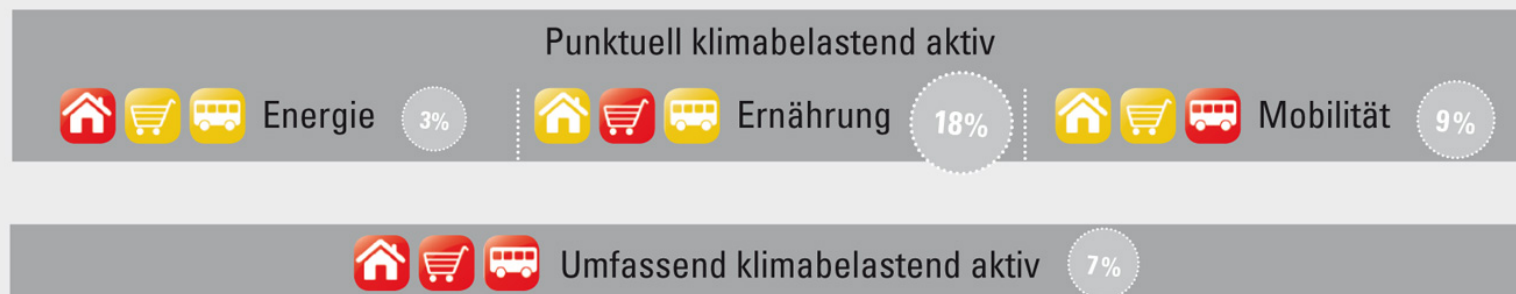 Punktuell klimabelastend aktiv
Energie 3% Ernährung 18% Mobilität 9%
Umfassend klimabelastend aktiv 7%